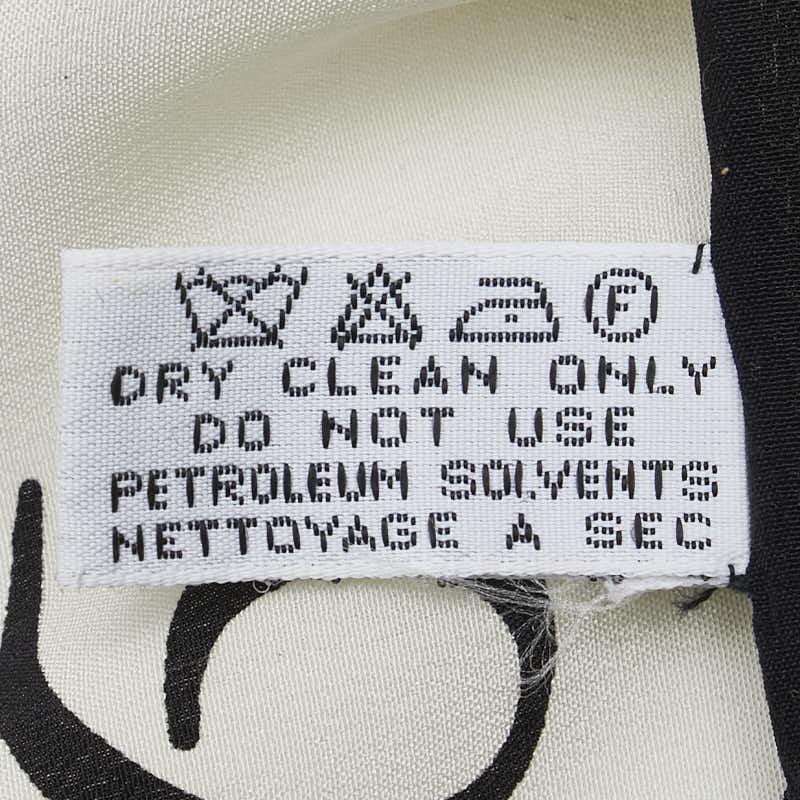 F
DRY CLEAN ONLY
DO NOT USE
PETROLEUM SOLVENTS
NETTOYAGE A SEC